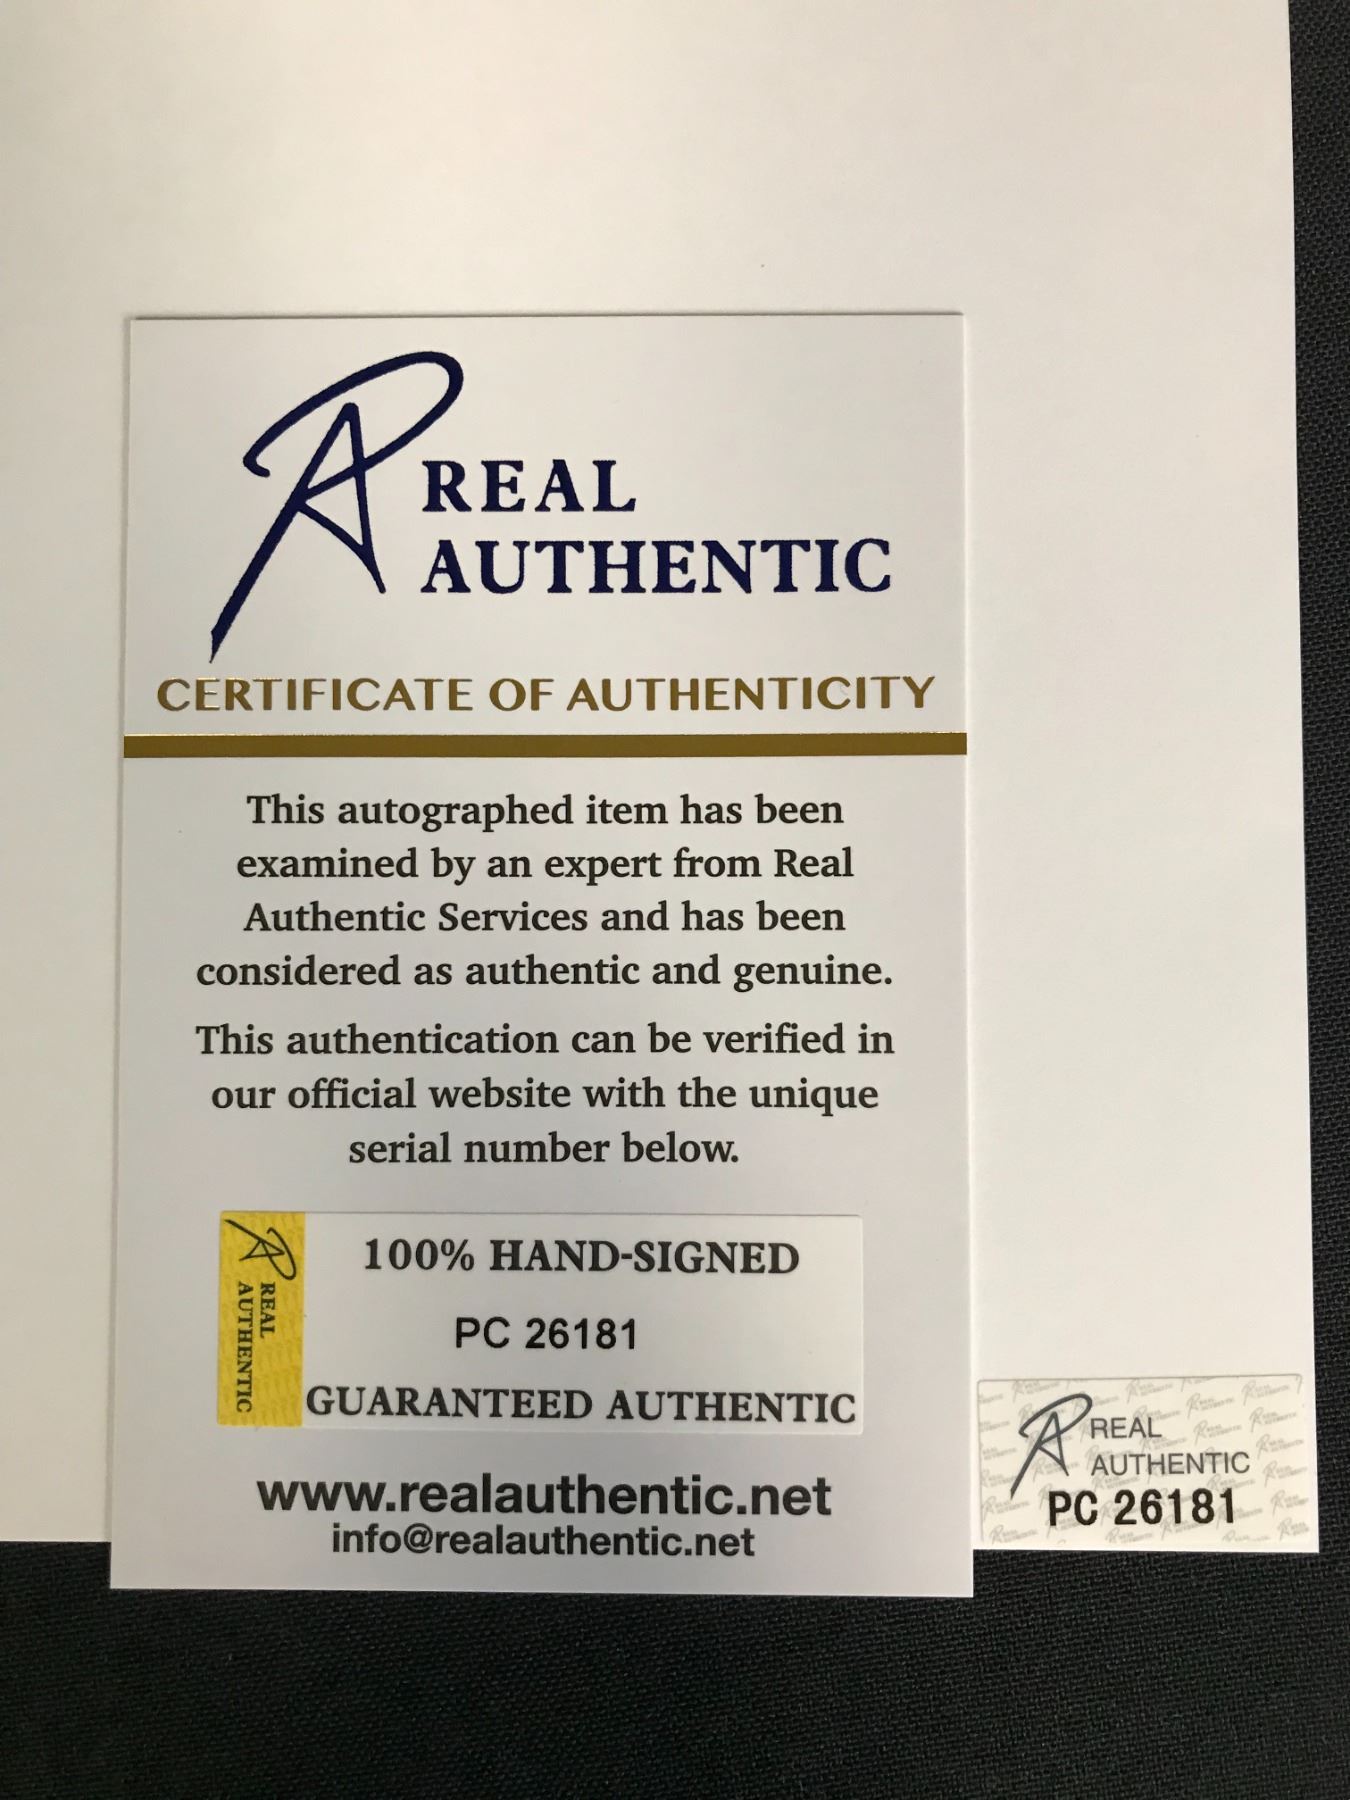 REAL
AUTHENTIC
CERTIFICATE OF AUTHENTICITY
This autographed item has been
examined by an expert from Real
Authentic Services and has been
considered as authentic and genuine.
This authentication can be verified in
our official website with the unique
serial number below.
REAL
AUTHENTIC
100% HAND-SIGNED
PC 26181
GUARANTEED AUTHENTIC
www.realauthentic.net
info@realauthentic.net
REAL
AUTHENTIC
PC 26181